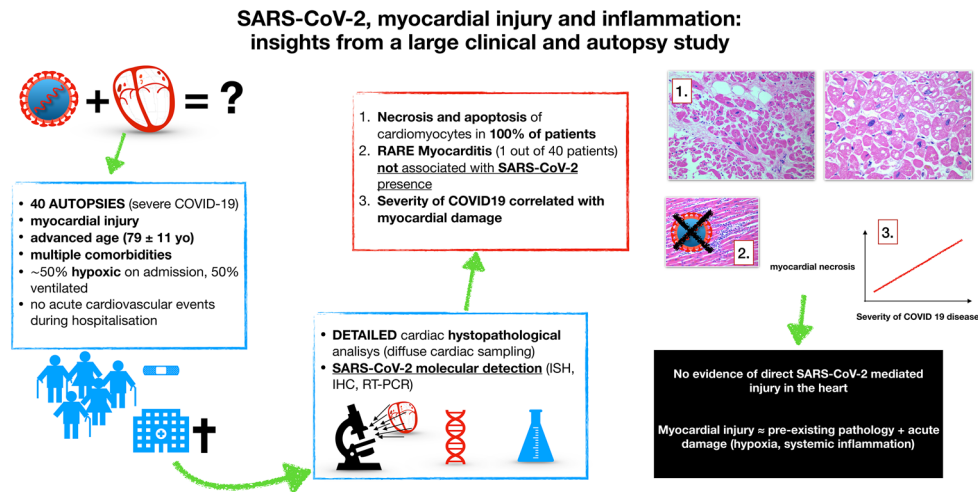 SARS-CoV-2, myocardial injury and inflammation:
insights from a large clinical and autopsy study
+ = ?
• 40 AUTOPSIES (severe COVID-19)
• myocardial injury
• advanced age (79 ± 11 yo)
• multiple comorbidities
• ~50% hypoxic on admission, 50%
ventilated
• no acute cardiovascular events
during hospitalisation
• DETAILED cardiac hystopathological
analisys (diffuse cardiac sampling)
• SARS-CoV-2 molecular detection (ISH,
IHC, RT-PCR)
1. Necrosis and apoptosis of
cardiomyocytes in 100% of patients
2. RARE Myocarditis (1 out of 40 patients)
not associated with SARS-CoV-2
presence
3. Severity of COVID19 correlated with
myocardial damage
1.
2.
3.
myocardial necrosis
Severity of COVID 19 disease
No evidence of direct SARS-CoV-2 mediated
injury in the heart
Myocardial injury ≈ pre-existing pathology + acute
damage (hypoxia, systemic inflammation)